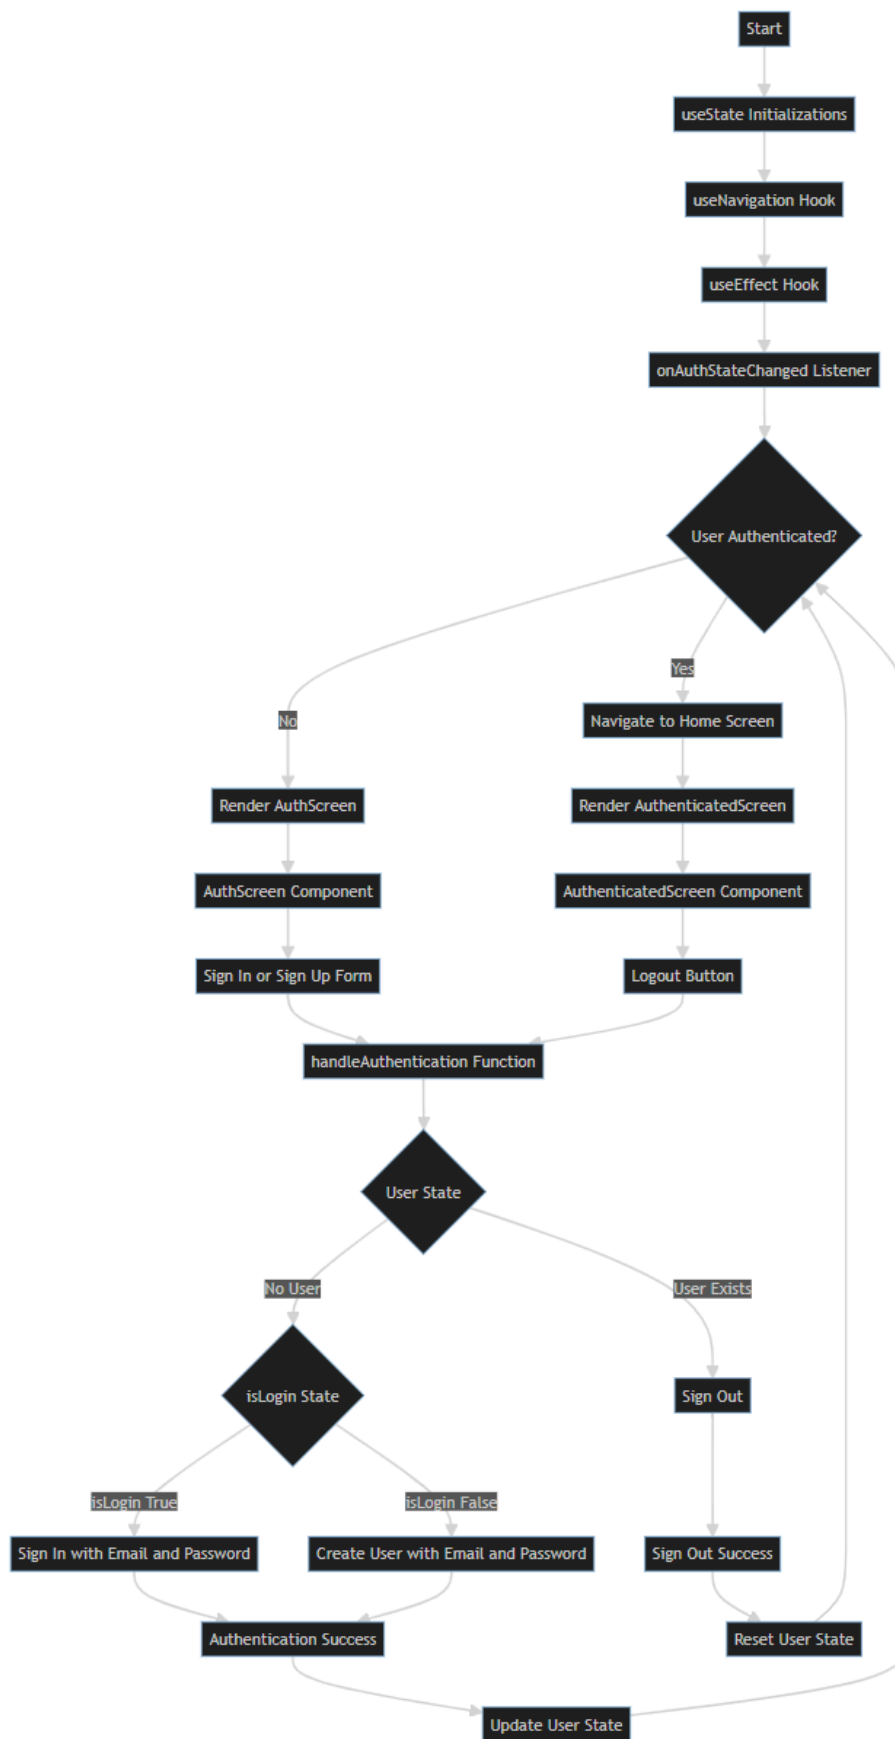 Start
useState Initializations
useNavigation Hook
useEffect Hook
onAuthStateChanged Listener
User Authenticated?
Yes
No
Navigate to Home Screen
Render AuthScreen
Render AuthenticatedScreen
AuthScreen Component
AuthenticatedScreen Component
Sign In or Sign Up Form
Logout Button
handleAuthentication Function
User State
No User
User Exists
isLogin State
Sign Out
isLogin True
isLogin False
Sign In with Email and Password
Create User with Email and Password
Sign Out Success
Authentication Success
Reset User State
Update User State